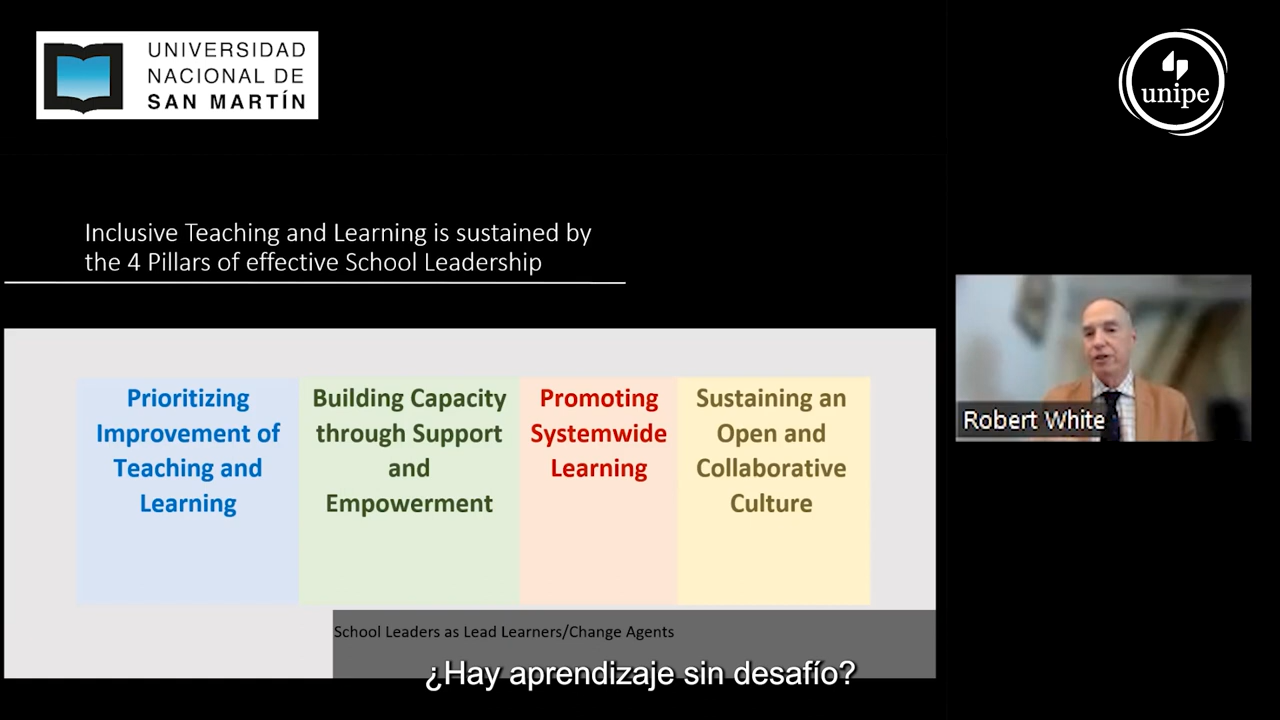 UNIVERSIDAD
NACIONAL DE
SAN MARTÍN
unipe
Inclusive Teaching and Learning is sustained by
the 4 Pillars of effective School Leadership
Prioritizing
Improvement of
Teaching and
Learning
Building Capacity
through Support
and
Empowerment
Promoting
Systemwide
Learning
Sustaining an
Open and
Collaborative
Culture
Robert White
School Leaders as Lead Learners/Change Agents
¿Hay aprendizaje sin desafío?